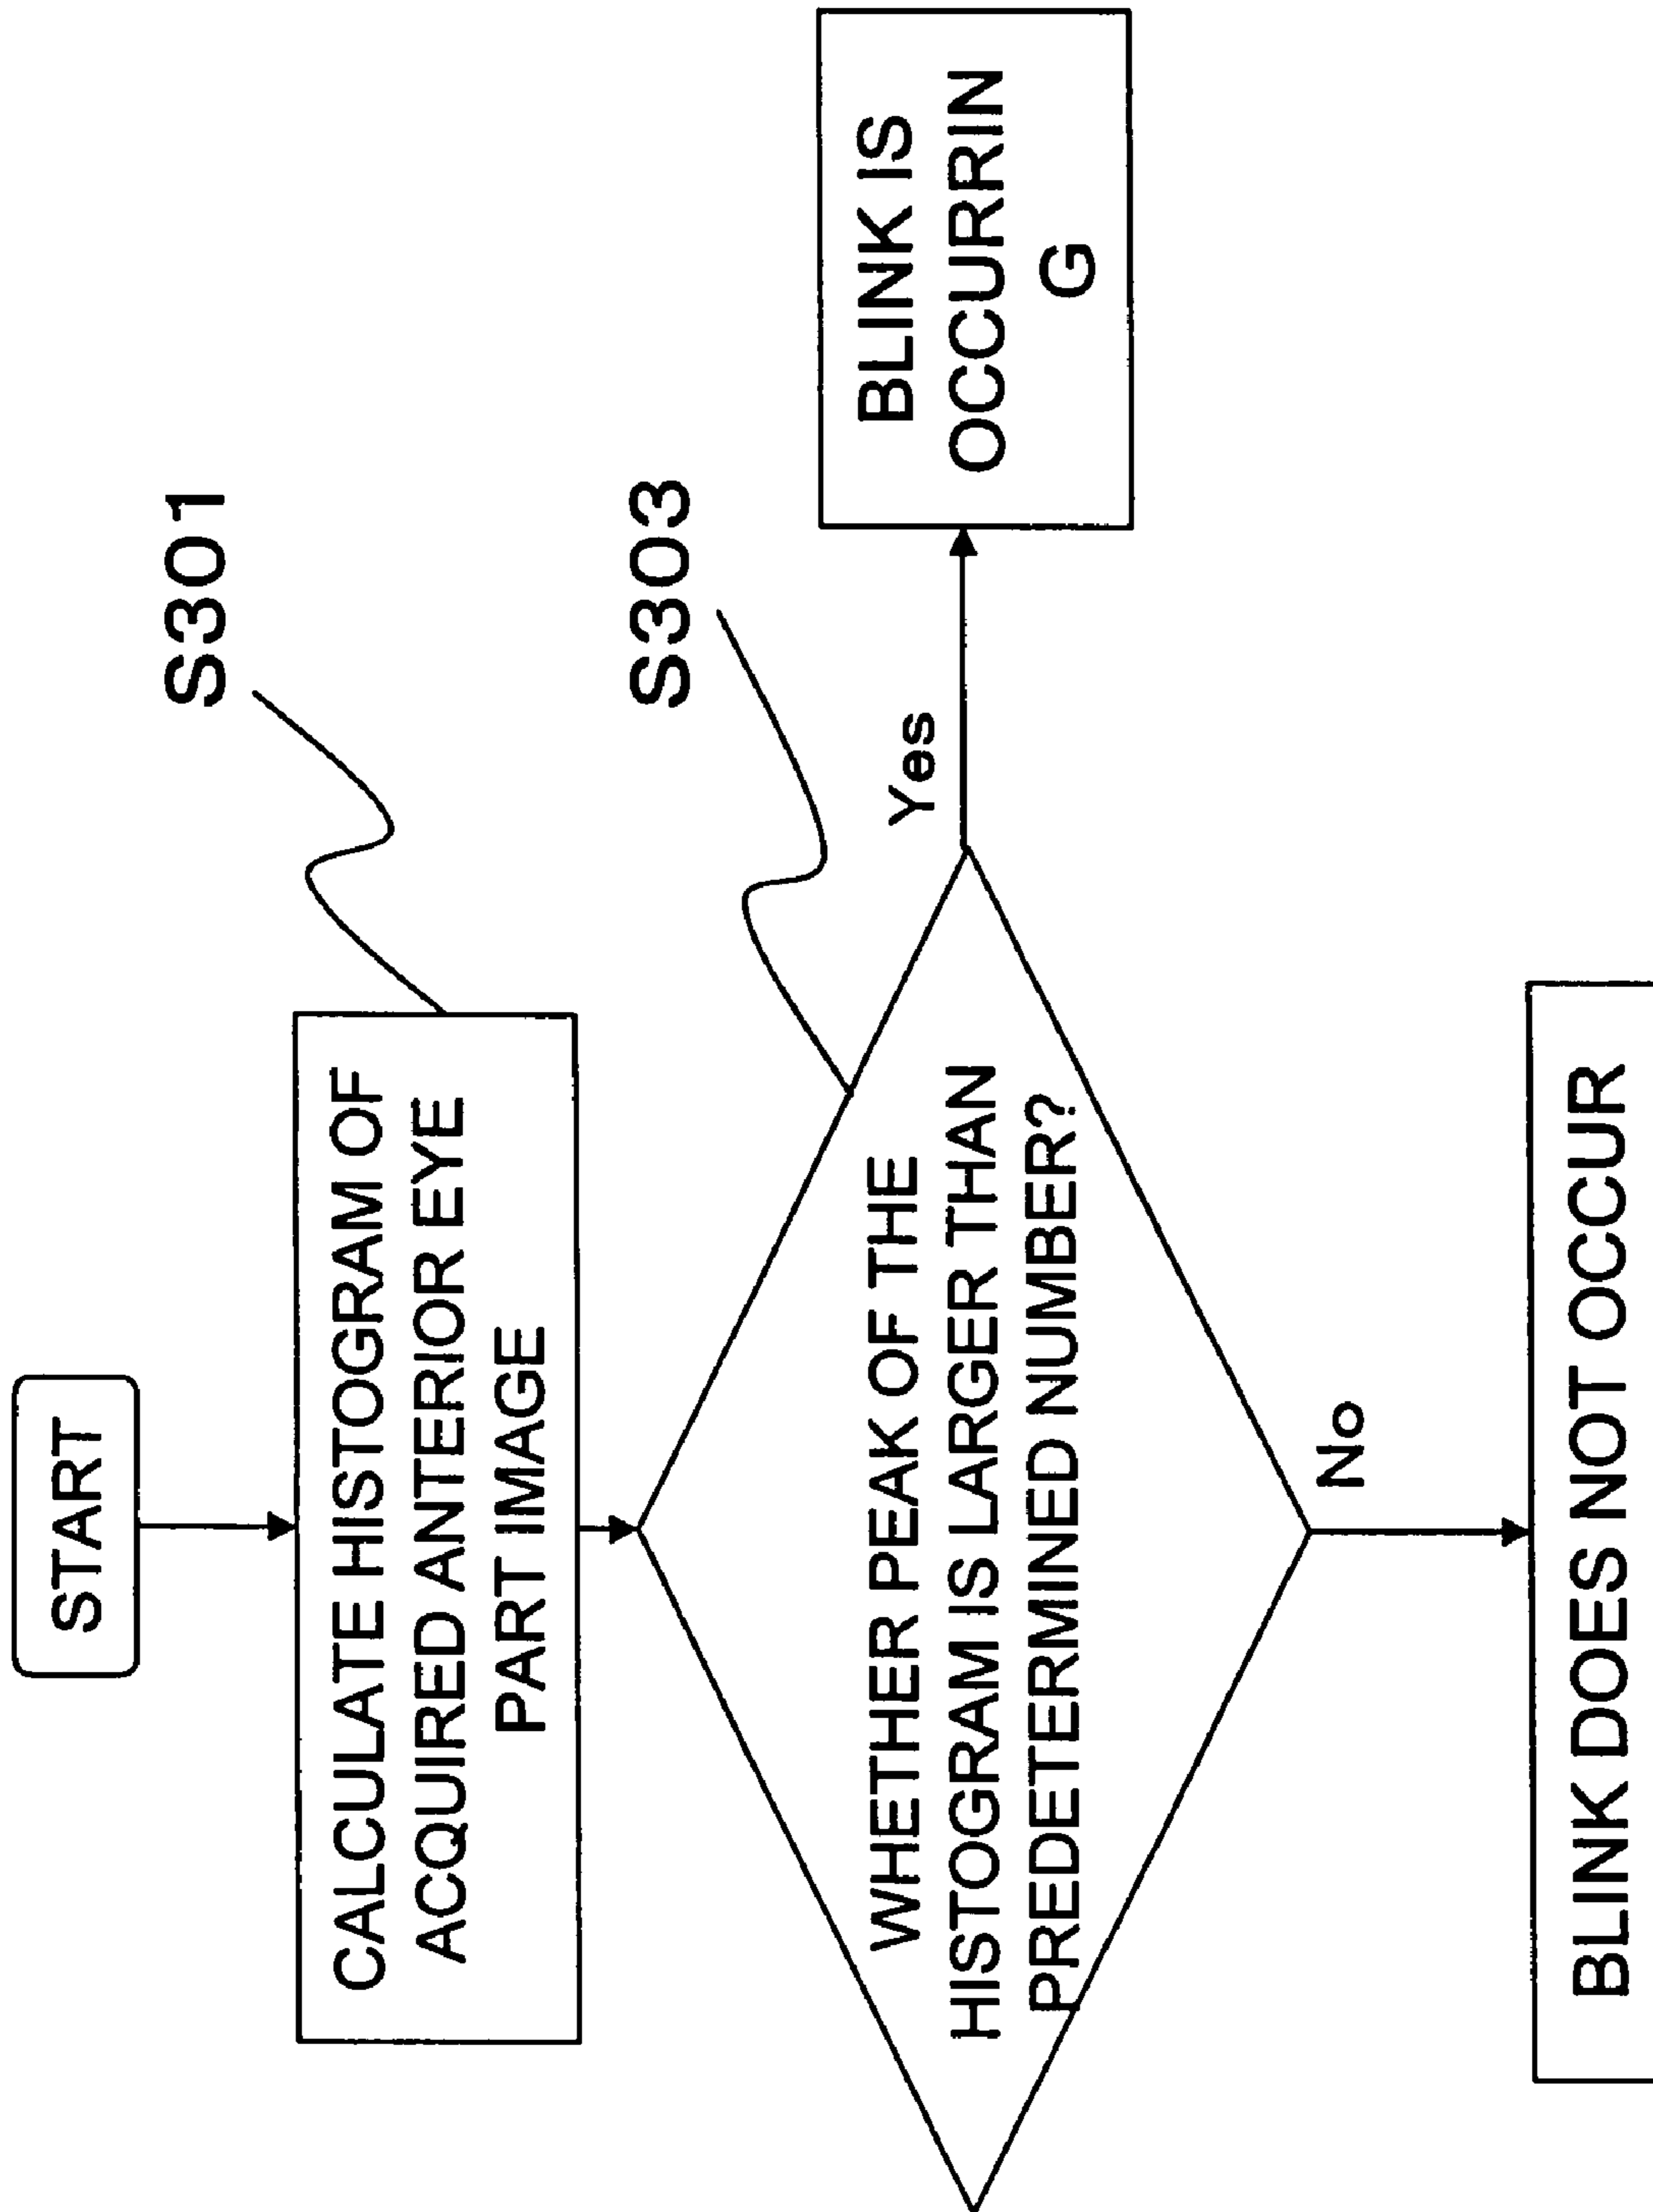 START
S301
CALCULATE HISTOGRAM OF
ACQUIRED ANTERIOR EYE
PART IMAGE
S303
WHETHER PEAK OF THE
HISTOGRAM IS LARGER THAN
PREDETERMINED NUMBER?
Yes
BLINK IS
OCCURRIN
G
No
BLINK DOES NOT OCCUR